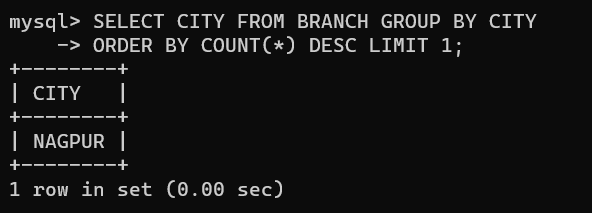 mysql> SELECT CITY FROM BRANCH GROUP BY CITY
    -> ORDER BY COUNT(*) DESC LIMIT 1;
+--------+
| CITY   |
+--------+
| NAGPUR |
+--------+
1 row in set (0.00 sec)